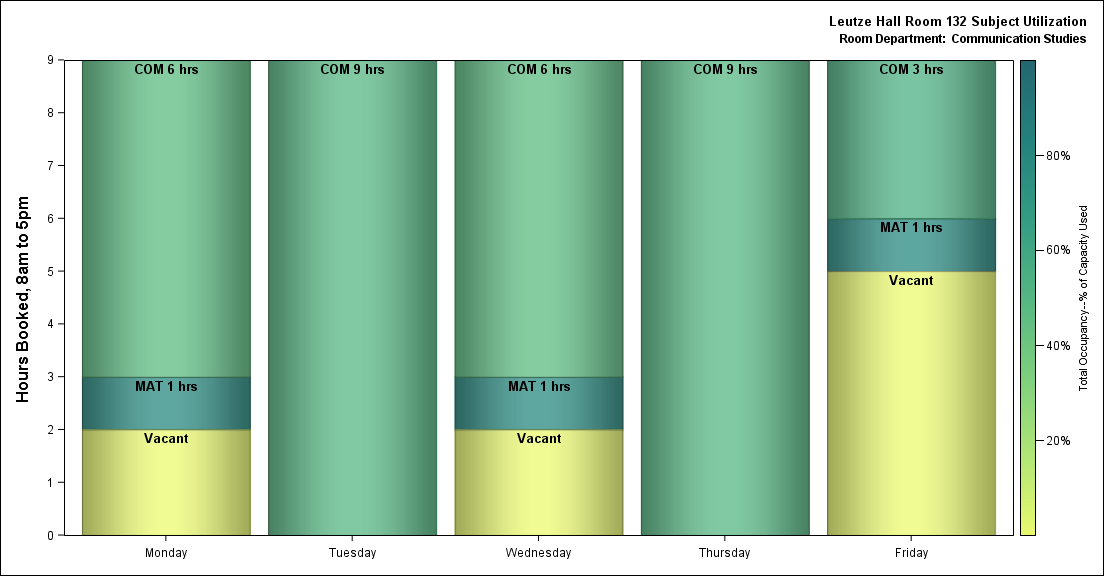 Leutze Hall Room 132 Subject Utilization
Room Department: Communication Studies
Hours Booked, 8am to 5pm
9
8
7
6
5
4
3
2
1
0
COM 6 hrs
MAT 1 hrs
Vacant
COM 9 hrs
COM 6 hrs
MAT 1 hrs
Vacant
COM 9 hrs
COM 3 hrs
MAT 1 hrs
Vacant
Monday
Tuesday
Wednesday
Thursday
Friday
80%
60%
40%
20%
Total Occupancy--% of Capacity Used